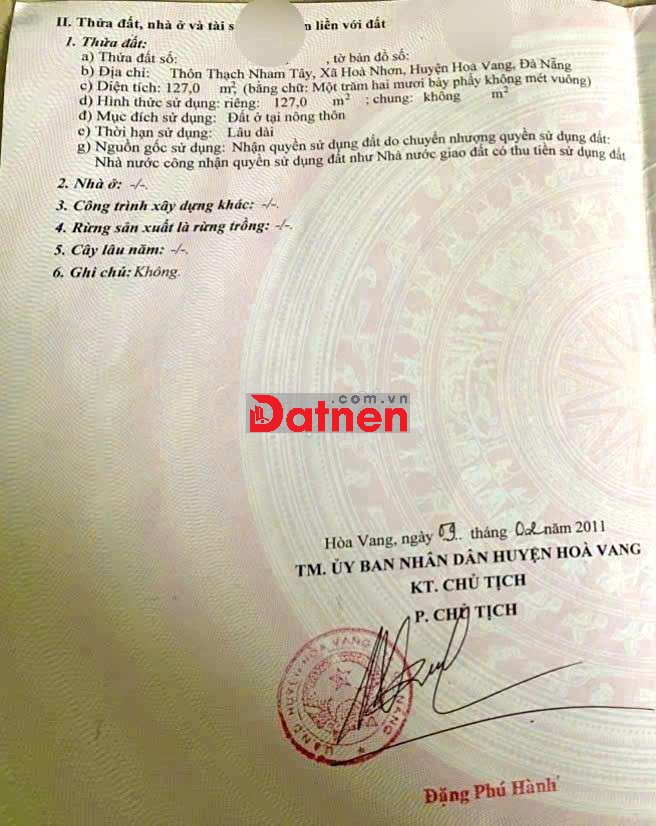 II. Thửa đất, nhà ở và tài s n liền với đất
1. Thửa đất:
a) Thửa đất số: , tờ bản đồ số:
b) Địa chỉ: Thôn Thạch Nham Tây, Xã Hoà Nhơn, Huyện Hoà Vang, Đà Nẵng
c) Diện tích: 127,0 m², (bằng chữ: Một trăm hai mươi bảy phẩy không mét vuông)
d) Hình thức sử dụng: riêng: 127,0 m² ; chung: không m²
đ) Mục đích sử dụng: Đất ở tại nông thôn
e) Thời hạn sử dụng: Lâu dài
g) Nguồn gốc sử dụng: Nhận quyền sử dụng đất do chuyển nhượng quyền sử dụng đất:
Nhà nước công nhận quyền sử dụng đất như Nhà nước giao đất có thu tiền sử dụng đất
2. Nhà ở: -/-.
3. Công trình xây dựng khác: -/-.
4. Rừng sản xuất là rừng trồng: -/-.
5. Cây lâu năm: -/-.
6. Ghi chú: Không.
.com.vn
Datnen
Hòa Vang, ngày 09 tháng 02 năm 2011
TM. ỦY BAN NHÂN DÂN HUYỆN HOÀ VANG
KT. CHỦ TỊCH
P. CHỦ TỊCH
U.B.N.D HUYỆN HÒA VANG
Đặng Phú Hành